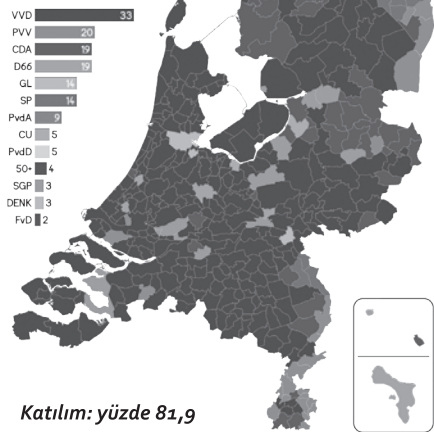 VVD 33
PVV 20
CDA 19
D66 19
GL 14
SP 14
PvdA 9
CU 5
PvdD 5
50+ 4
SGP 3
DENK 3
FvD 2
Katılım: yüzde 81,9